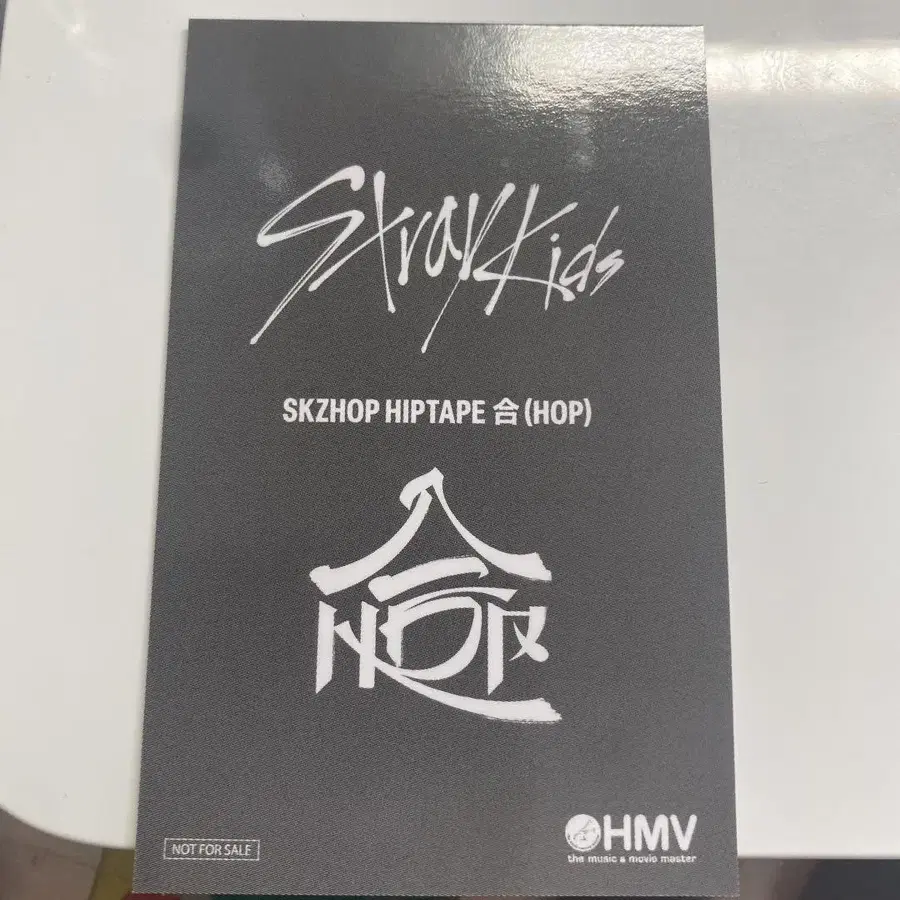 Stray Kids
SKZHOP HIPTAPE 合 (HOP)
合
HOP
NOT FOR SALE
HMV
the music & movie master